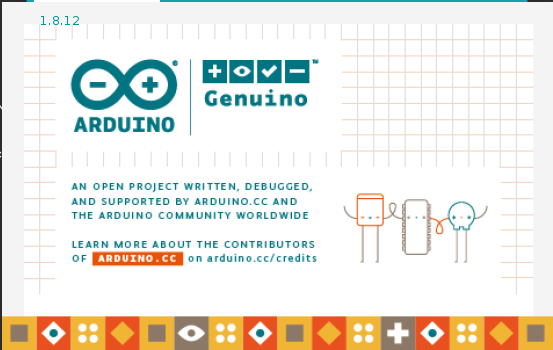 1.8.12
ARDUINO
Genuino
AN OPEN PROJECT WRITTEN, DEBUGGED,
AND SUPPORTED BY ARDUINO.CC AND
THE ARDUINO COMMUNITY WORLDWIDE
LEARN MORE ABOUT THE CONTRIBUTORS
OF ARDUINO.CC on arduino.cc/credits